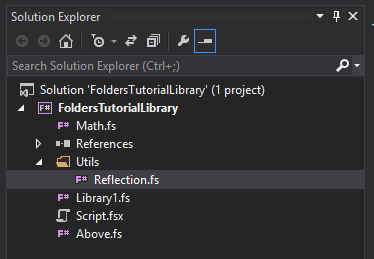 Solution Explorer
Search Solution Explorer (Ctrl+;)
Solution 'FoldersTutorialLibrary' (1 project)
F# FoldersTutorialLibrary
F# Math.fs
References
Utils
F# Reflection.fs
F# Library1.fs
Script.fsx
F# Above.fs